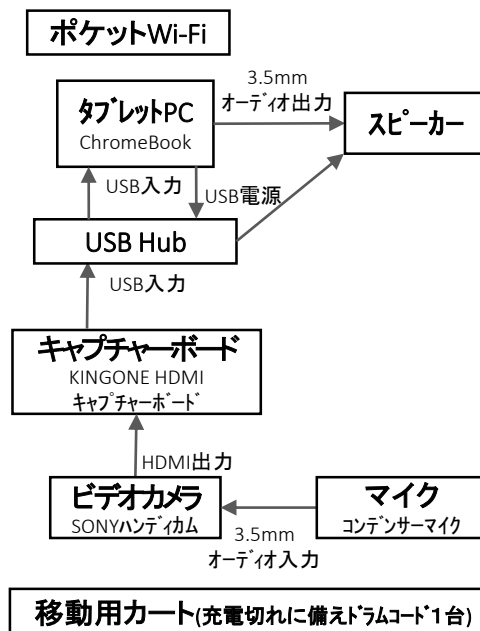 ポケットWi-Fi
3.5mm
オーディオ出力
タブレットPC
ChromeBook
スピーカー
USB入力
USB電源
USB Hub
USB入力
キャプチャーボード
KINGONE HDMI
キャプチャーボード
HDMI出力
ビデオカメラ
SONYハンディカム
マイク
コンデンサーマイク
3.5mm
オーディオ入力
移動用カート(充電切れに備えドラムコード1台)